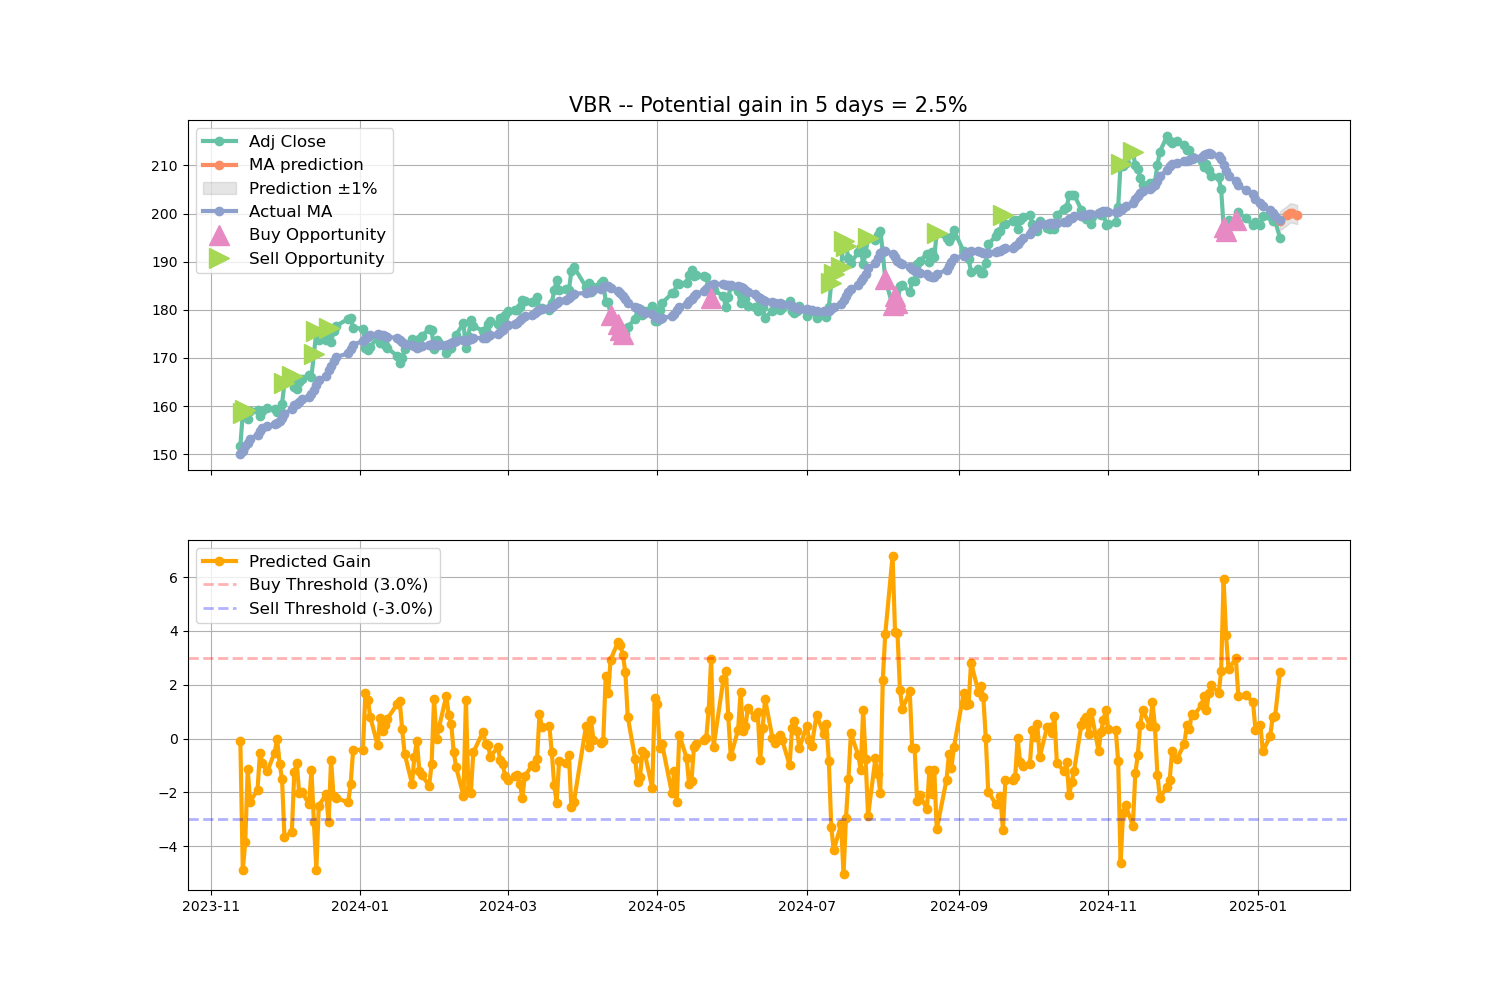 VBR -- Potential gain in 5 days = 2.5%
Adj Close
MA prediction
Prediction ±1%
Actual MA
Buy Opportunity
Sell Opportunity
210
200
190
180
170
160
150
Predicted Gain
Buy Threshold (3.0%)
Sell Threshold (-3.0%)
6
4
2
0
−2
−4
2023-11 2024-01 2024-03 2024-05 2024-07 2024-09 2024-11 2025-01